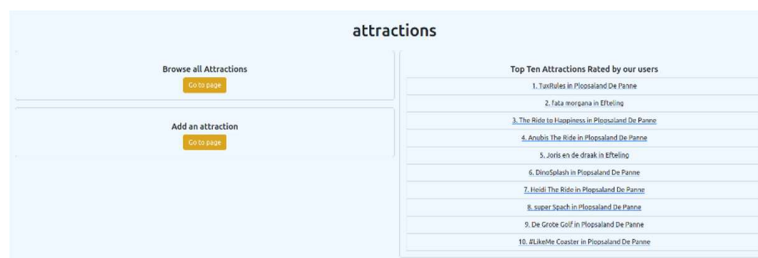 attractions
Browse all Attractions
Go to page
Add an attraction
Go to page
Top Ten Attractions Rated by our users
1. TuxRules in Plopsaland De Panne
2. fata morgana in Efteling
3. The Ride to Happiness in Plopsaland De Panne
4. Anubis The Ride in Plopsaland De Panne
5. Joris en de draak in Efteling
6. DinoSplash in Plopsaland De Panne
7. Heidi The Ride in Plopsaland De Panne
8. super Spach in Plopsaland De Panne
9. De Grote Golf in Plopsaland De Panne
10. #LikeMe Coaster in Plopsaland De Panne